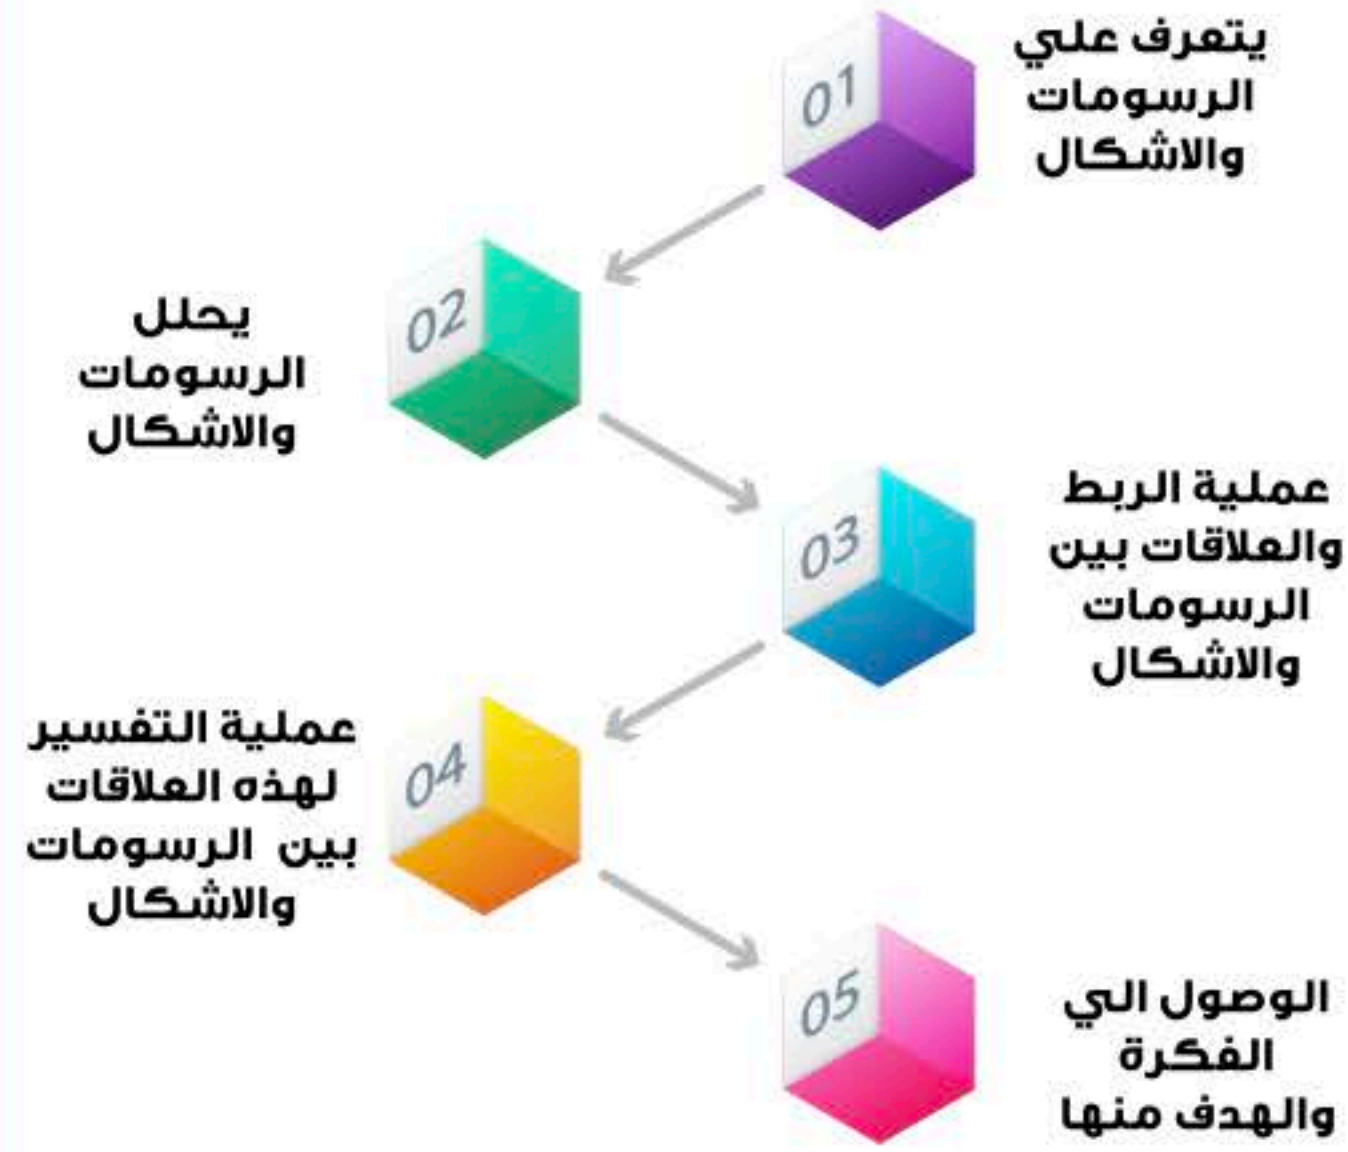 01
يتعرف علي
الرسومات
والاشكال
02
يحلل
الرسومات
والاشكال
03
عملية الربط
والعلاقات بين
الرسومات
والاشكال
04
عملية التفسير
لهذه العلاقات
بين الرسومات
والاشكال
05
الوصول الي
الفكرة
والهدف منها